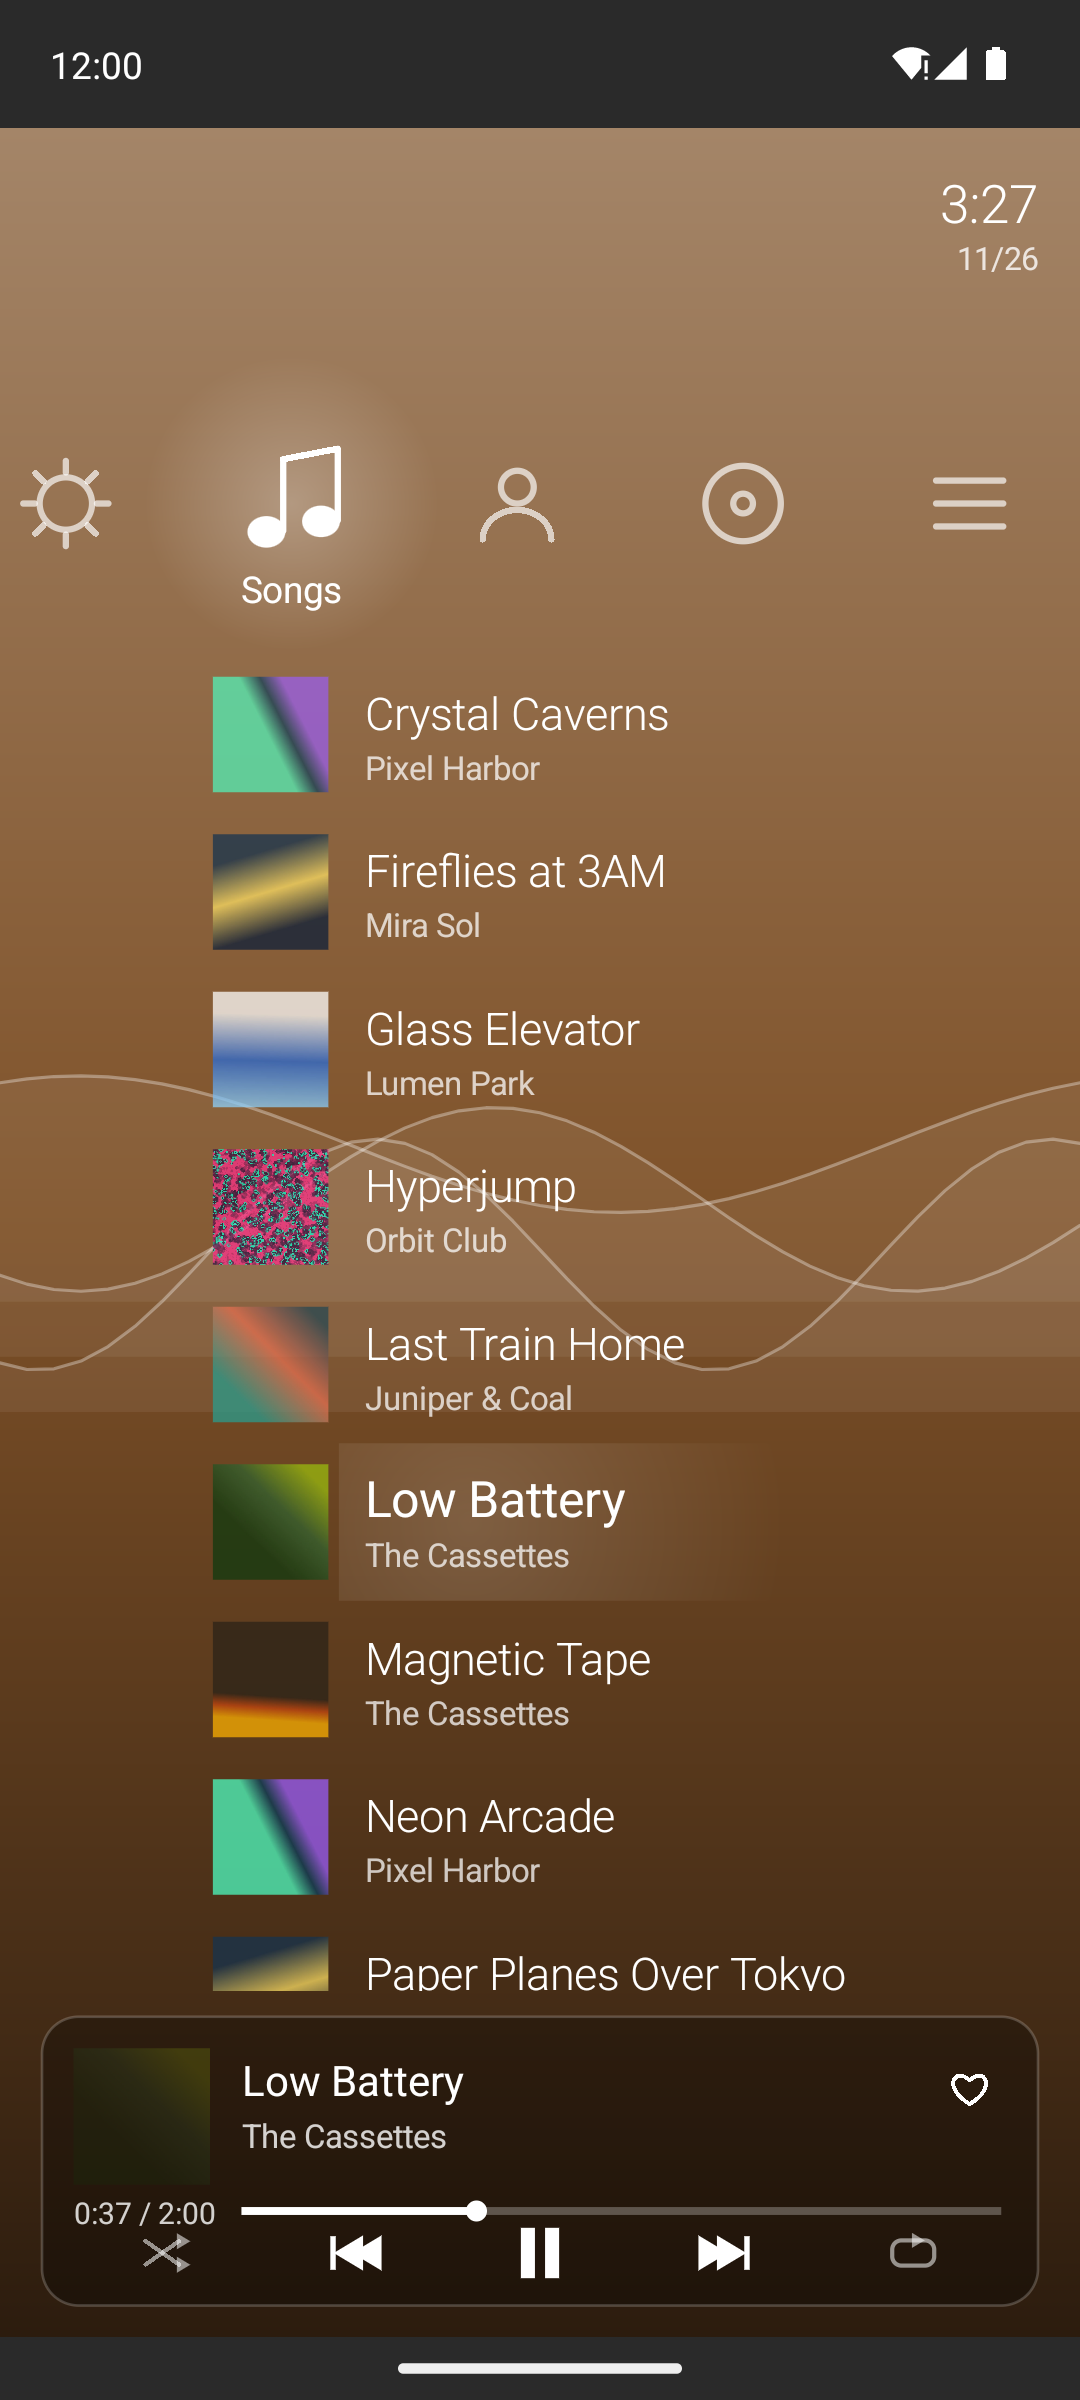 12:00
3:27
11/26
Songs
Crystal Caverns
Pixel Harbor
Fireflies at 3AM
Mira Sol
Glass Elevator
Lumen Park
Hyperjump
Orbit Club
Last Train Home
Juniper & Coal
Low Battery
The Cassettes
Magnetic Tape
The Cassettes
Neon Arcade
Pixel Harbor
Paper Planes Over Tokyo
Low Battery
The Cassettes
0:37 / 2:00